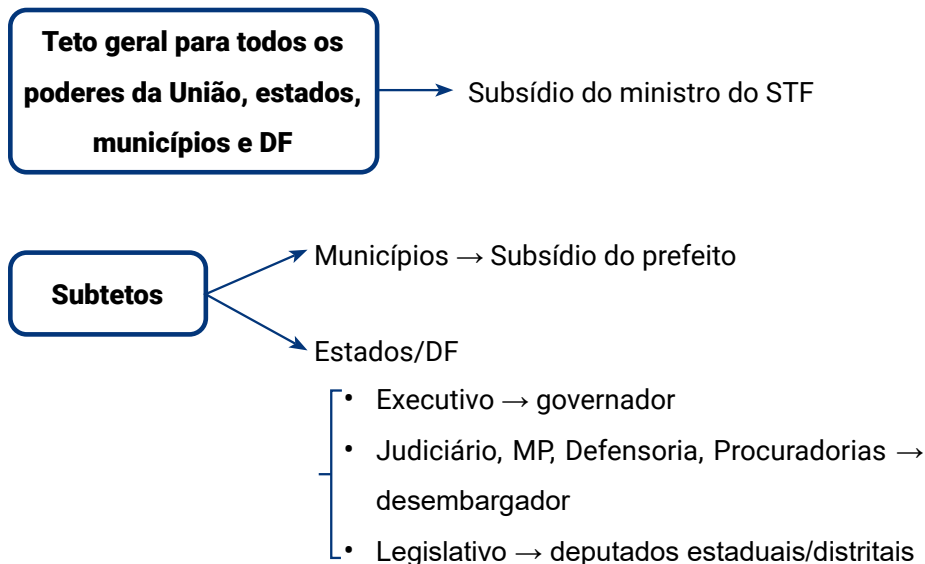 Teto geral para todos os
poderes da União, estados,
municípios e DF
Subsídio do ministro do STF
Subtetos
Municípios → Subsídio do prefeito
Estados/DF
• Executivo → governador
• Judiciário, MP, Defensoria, Procuradorias →
desembargador
• Legislativo → deputados estaduais/distritais